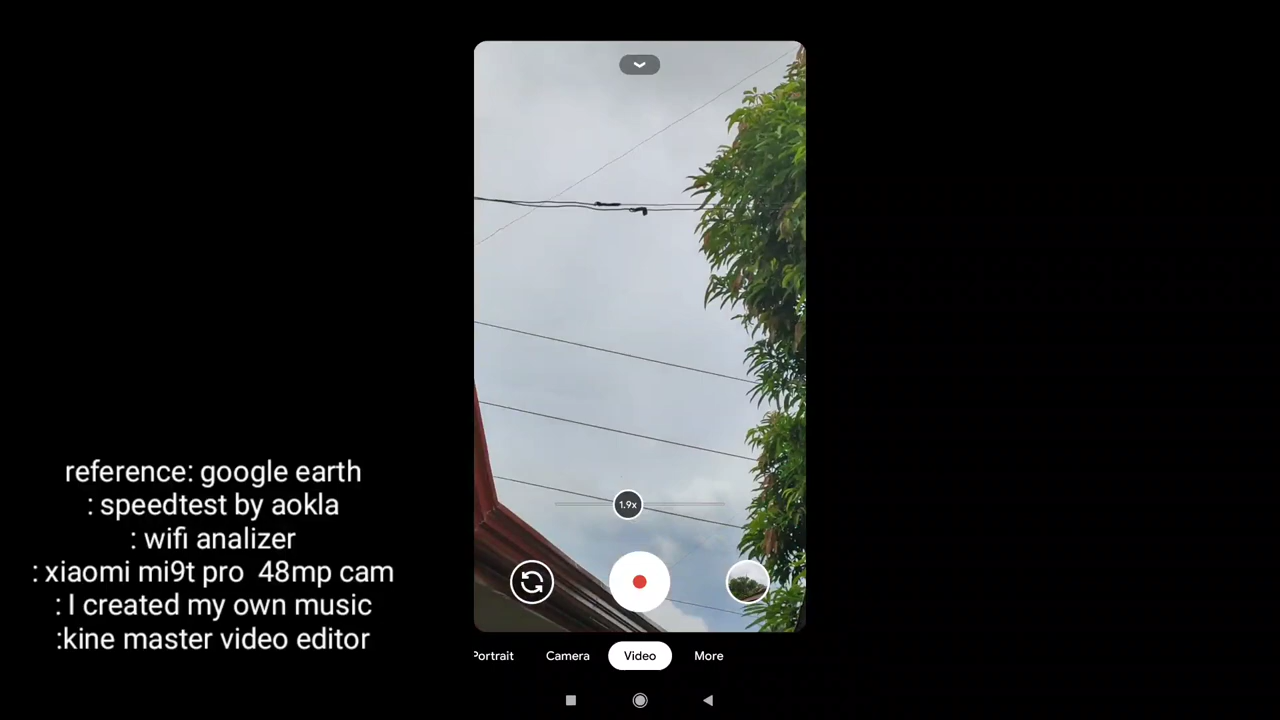 reference: google earth
: speedtest by aokla
: wifi analizer
: xiaomi mi9t pro 48mp cam
: I created my own music
:kine master video editor
1.9x
Portrait Camera Video More